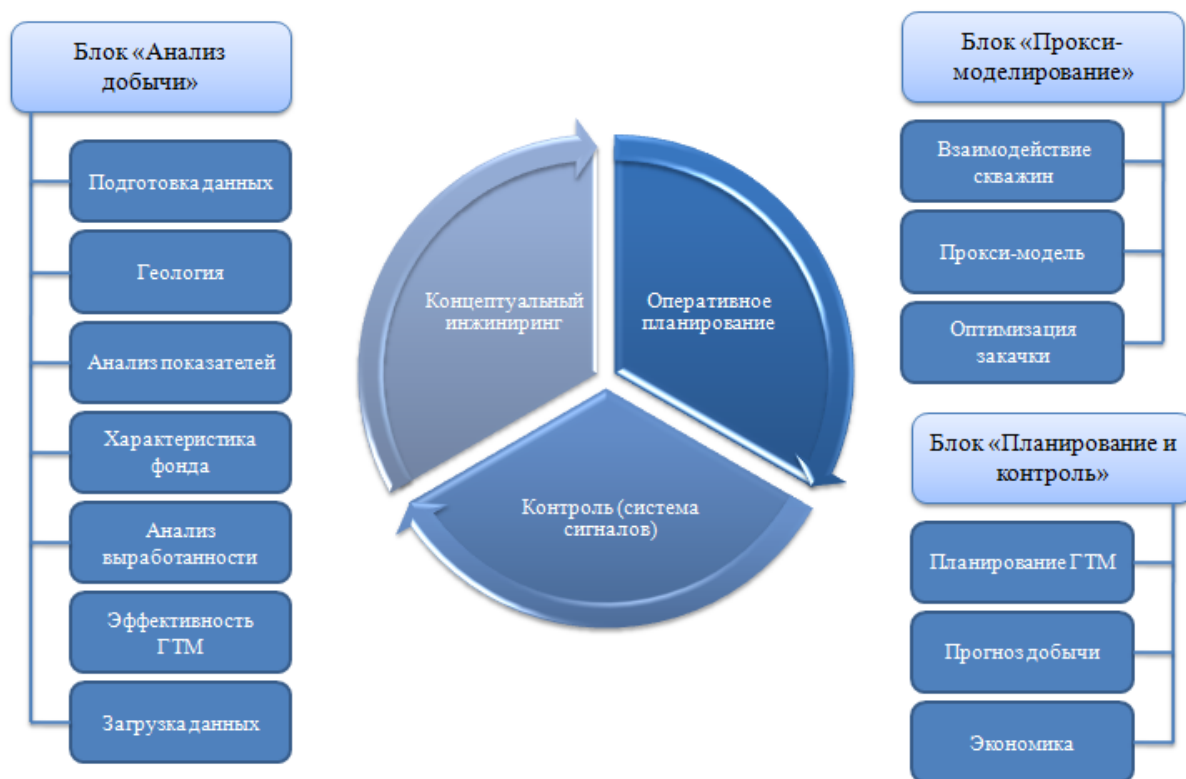 Блок «Анализ
добычи»
Подготовка данных
Геология
Анализ показателей
Характеристика
фонда
Анализ
выработанности
Эффективность
ГТМ
Загрузка данных
Концептуальный
инжиниринг
Оперативное
планирование
Контроль (система
сигналов)
Блок «Прокси-
моделирование»
Взаимодействие
скважин
Прокси-модель
Оптимизация
закачки
Блок «Планирование и
контроль»
Планирование ГТМ
Прогноз добычи
Экономика